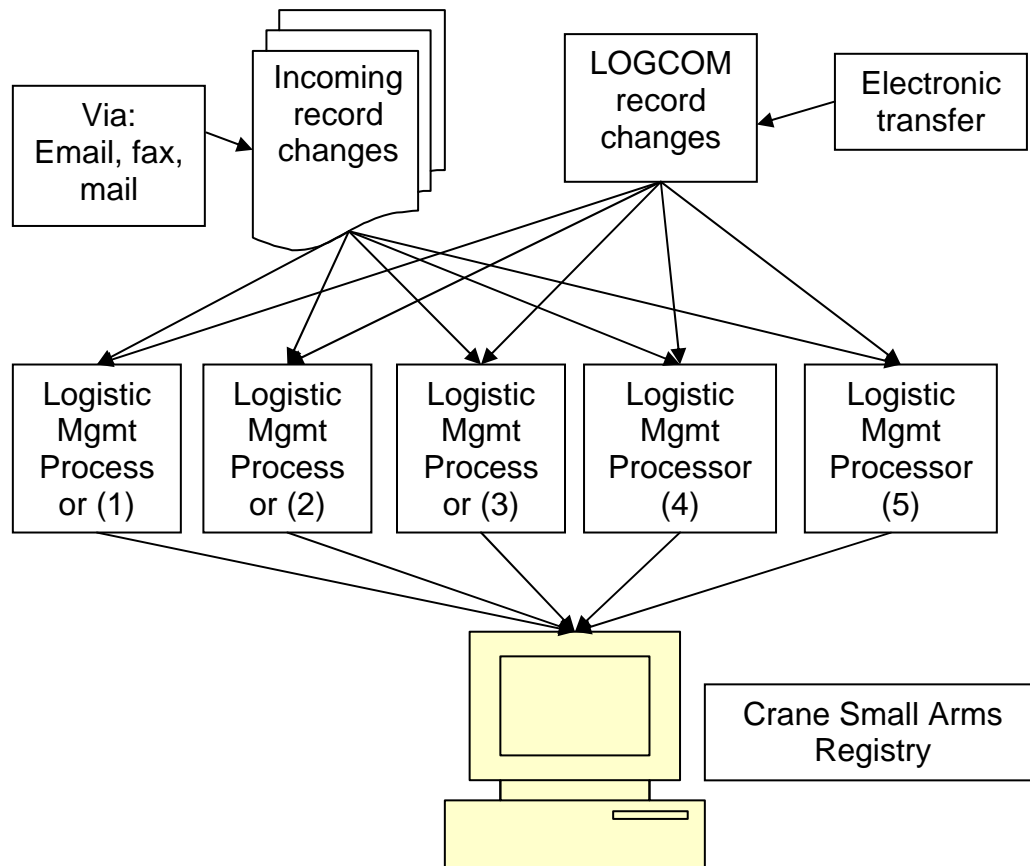 Via:
Email, fax,
mail
Incoming
record
changes
LOGCOM
record
changes
Electronic
transfer
Logistic
Mgmt
Process
or (1)
Logistic
Mgmt
Process
or (2)
Logistic
Mgmt
Process
or (3)
Logistic
Mgmt
Processor
(4)
Logistic
Mgmt
Processor
(5)
Crane Small Arms
Registry